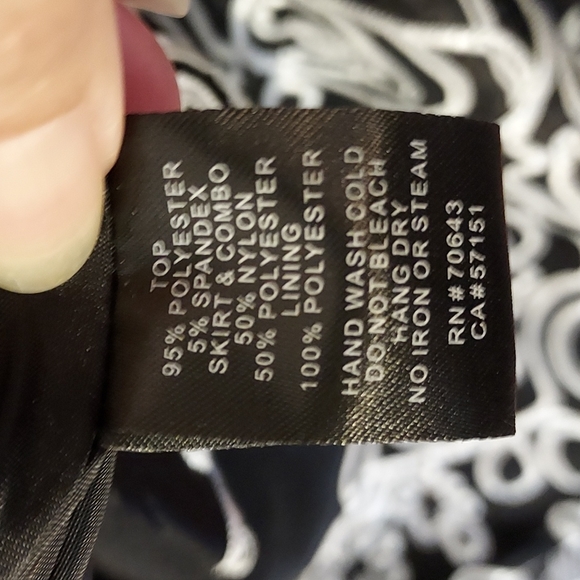 TOP
95% POLYESTER
5% SPANDEX
SKIRT & COMBO
50% NYLON
50% POLYESTER
LINING
100% POLYESTER
HAND WASH COLD
DO NOT BLEACH
HANG DRY
NO IRON OR STEAM
RN# 70643
CA#57151